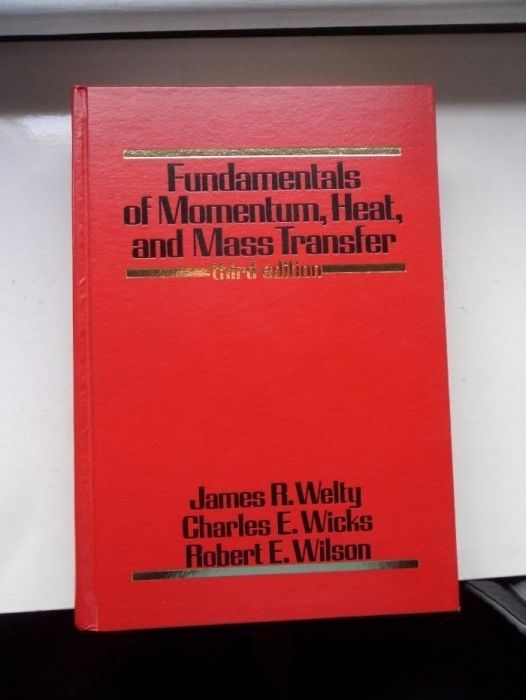 Fundamentals
of Momentum, Heat,
and Mass Transfer
third edition
James R. Welty
Charles E. Wicks
Robert E. Wilson